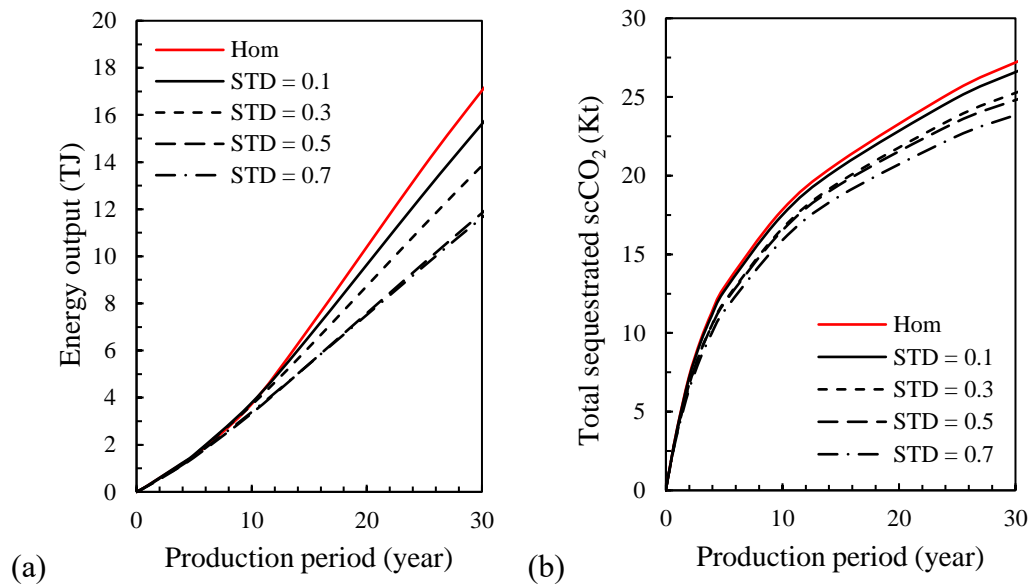 20
18
16
14
12
10
8
6
4
2
0
Energy output (TJ)
Hom
STD = 0.1
STD = 0.3
STD = 0.5
STD = 0.7
0 10 20 30
Production period (year)
(a)
30
25
20
15
10
5
0
Total sequestrated scCO₂ (Kt)
Hom
STD = 0.1
STD = 0.3
STD = 0.5
STD = 0.7
0 10 20 30
Production period (year)
(b)